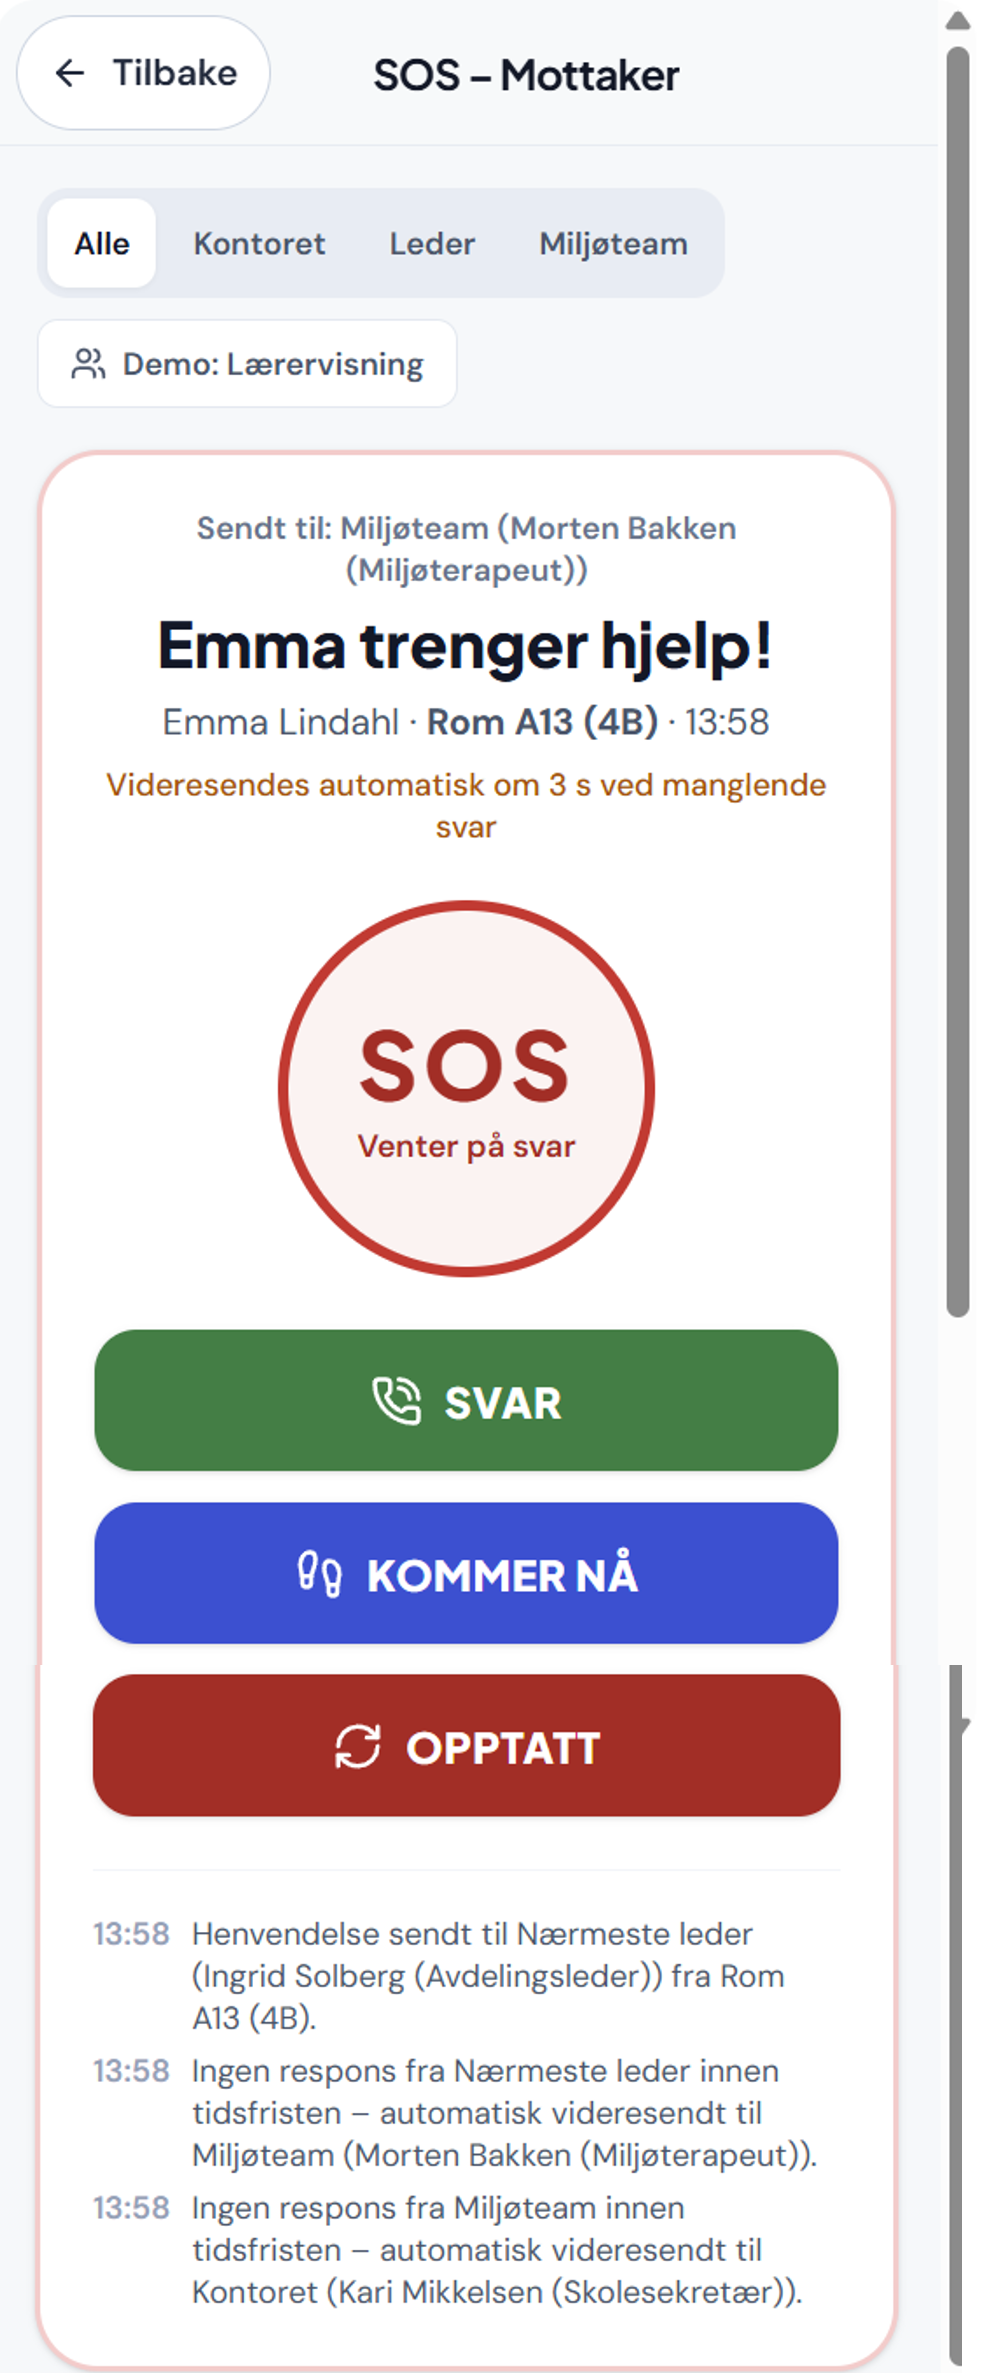 Tilbake
SOS – Mottaker
Alle
Kontoret
Leder
Miljøteam
Demo: Lærervisning
Sendt til: Miljøteam (Morten Bakken
(Miljøterapeut))
Emma trenger hjelp!
Emma Lindahl · Rom A13 (4B) · 13:58
Videresendes automatisk om 3 s ved manglende
svar
SOS
Venter på svar
SVAR
KOMMER NÅ
OPPTATT
13:58 Henvendelse sendt til Nærmeste leder
(Ingrid Solberg (Avdelingsleder)) fra Rom
A13 (4B).
13:58 Ingen respons fra Nærmeste leder innen
tidsfristen – automatisk videresendt til
Miljøteam (Morten Bakken (Miljøterapeut)).
13:58 Ingen respons fra Miljøteam innen
tidsfristen – automatisk videresendt til
Kontoret (Kari Mikkelsen (Skolesekretær)).